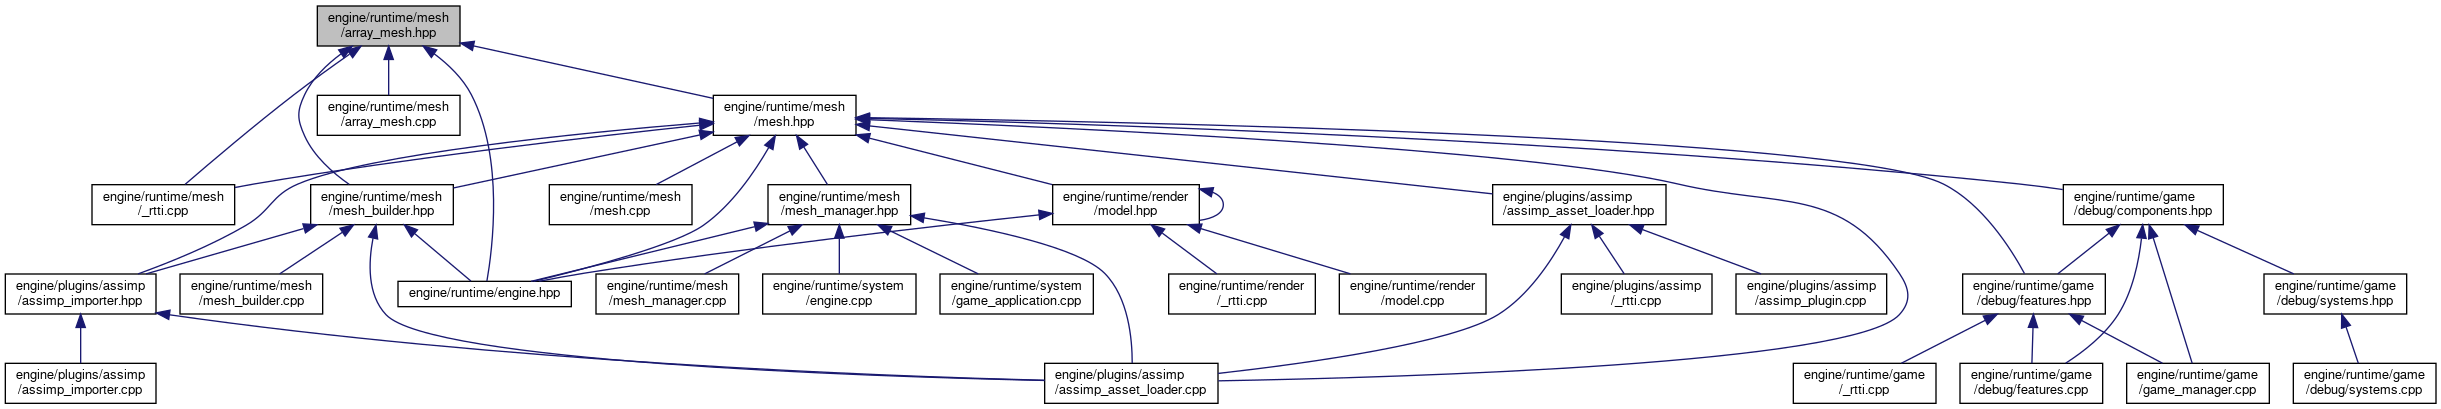 engine/runtime/mesh
/array_mesh.hpp
engine/runtime/mesh
/array_mesh.cpp
engine/runtime/mesh
/mesh.hpp
engine/runtime/mesh
/_rtti.cpp
engine/runtime/mesh
/mesh_builder.hpp
engine/runtime/mesh
/mesh.cpp
engine/runtime/mesh
/mesh_manager.hpp
engine/runtime/render
/model.hpp
engine/plugins/assimp
/assimp_asset_loader.hpp
engine/runtime/game
/debug/components.hpp
engine/plugins/assimp
/assimp_importer.hpp
engine/runtime/mesh
/mesh_builder.cpp
engine/runtime/engine.hpp
engine/runtime/mesh
/mesh_manager.cpp
engine/runtime/system
/engine.cpp
engine/runtime/system
/game_application.cpp
engine/runtime/render
/_rtti.cpp
engine/runtime/render
/model.cpp
engine/plugins/assimp
/_rtti.cpp
engine/plugins/assimp
/assimp_plugin.cpp
engine/runtime/game
/debug/features.hpp
engine/runtime/game
/debug/systems.hpp
engine/plugins/assimp
/assimp_importer.cpp
engine/plugins/assimp
/assimp_asset_loader.cpp
engine/runtime/game
/_rtti.cpp
engine/runtime/game
/debug/features.cpp
engine/runtime/game
/game_manager.cpp
engine/runtime/game
/debug/systems.cpp